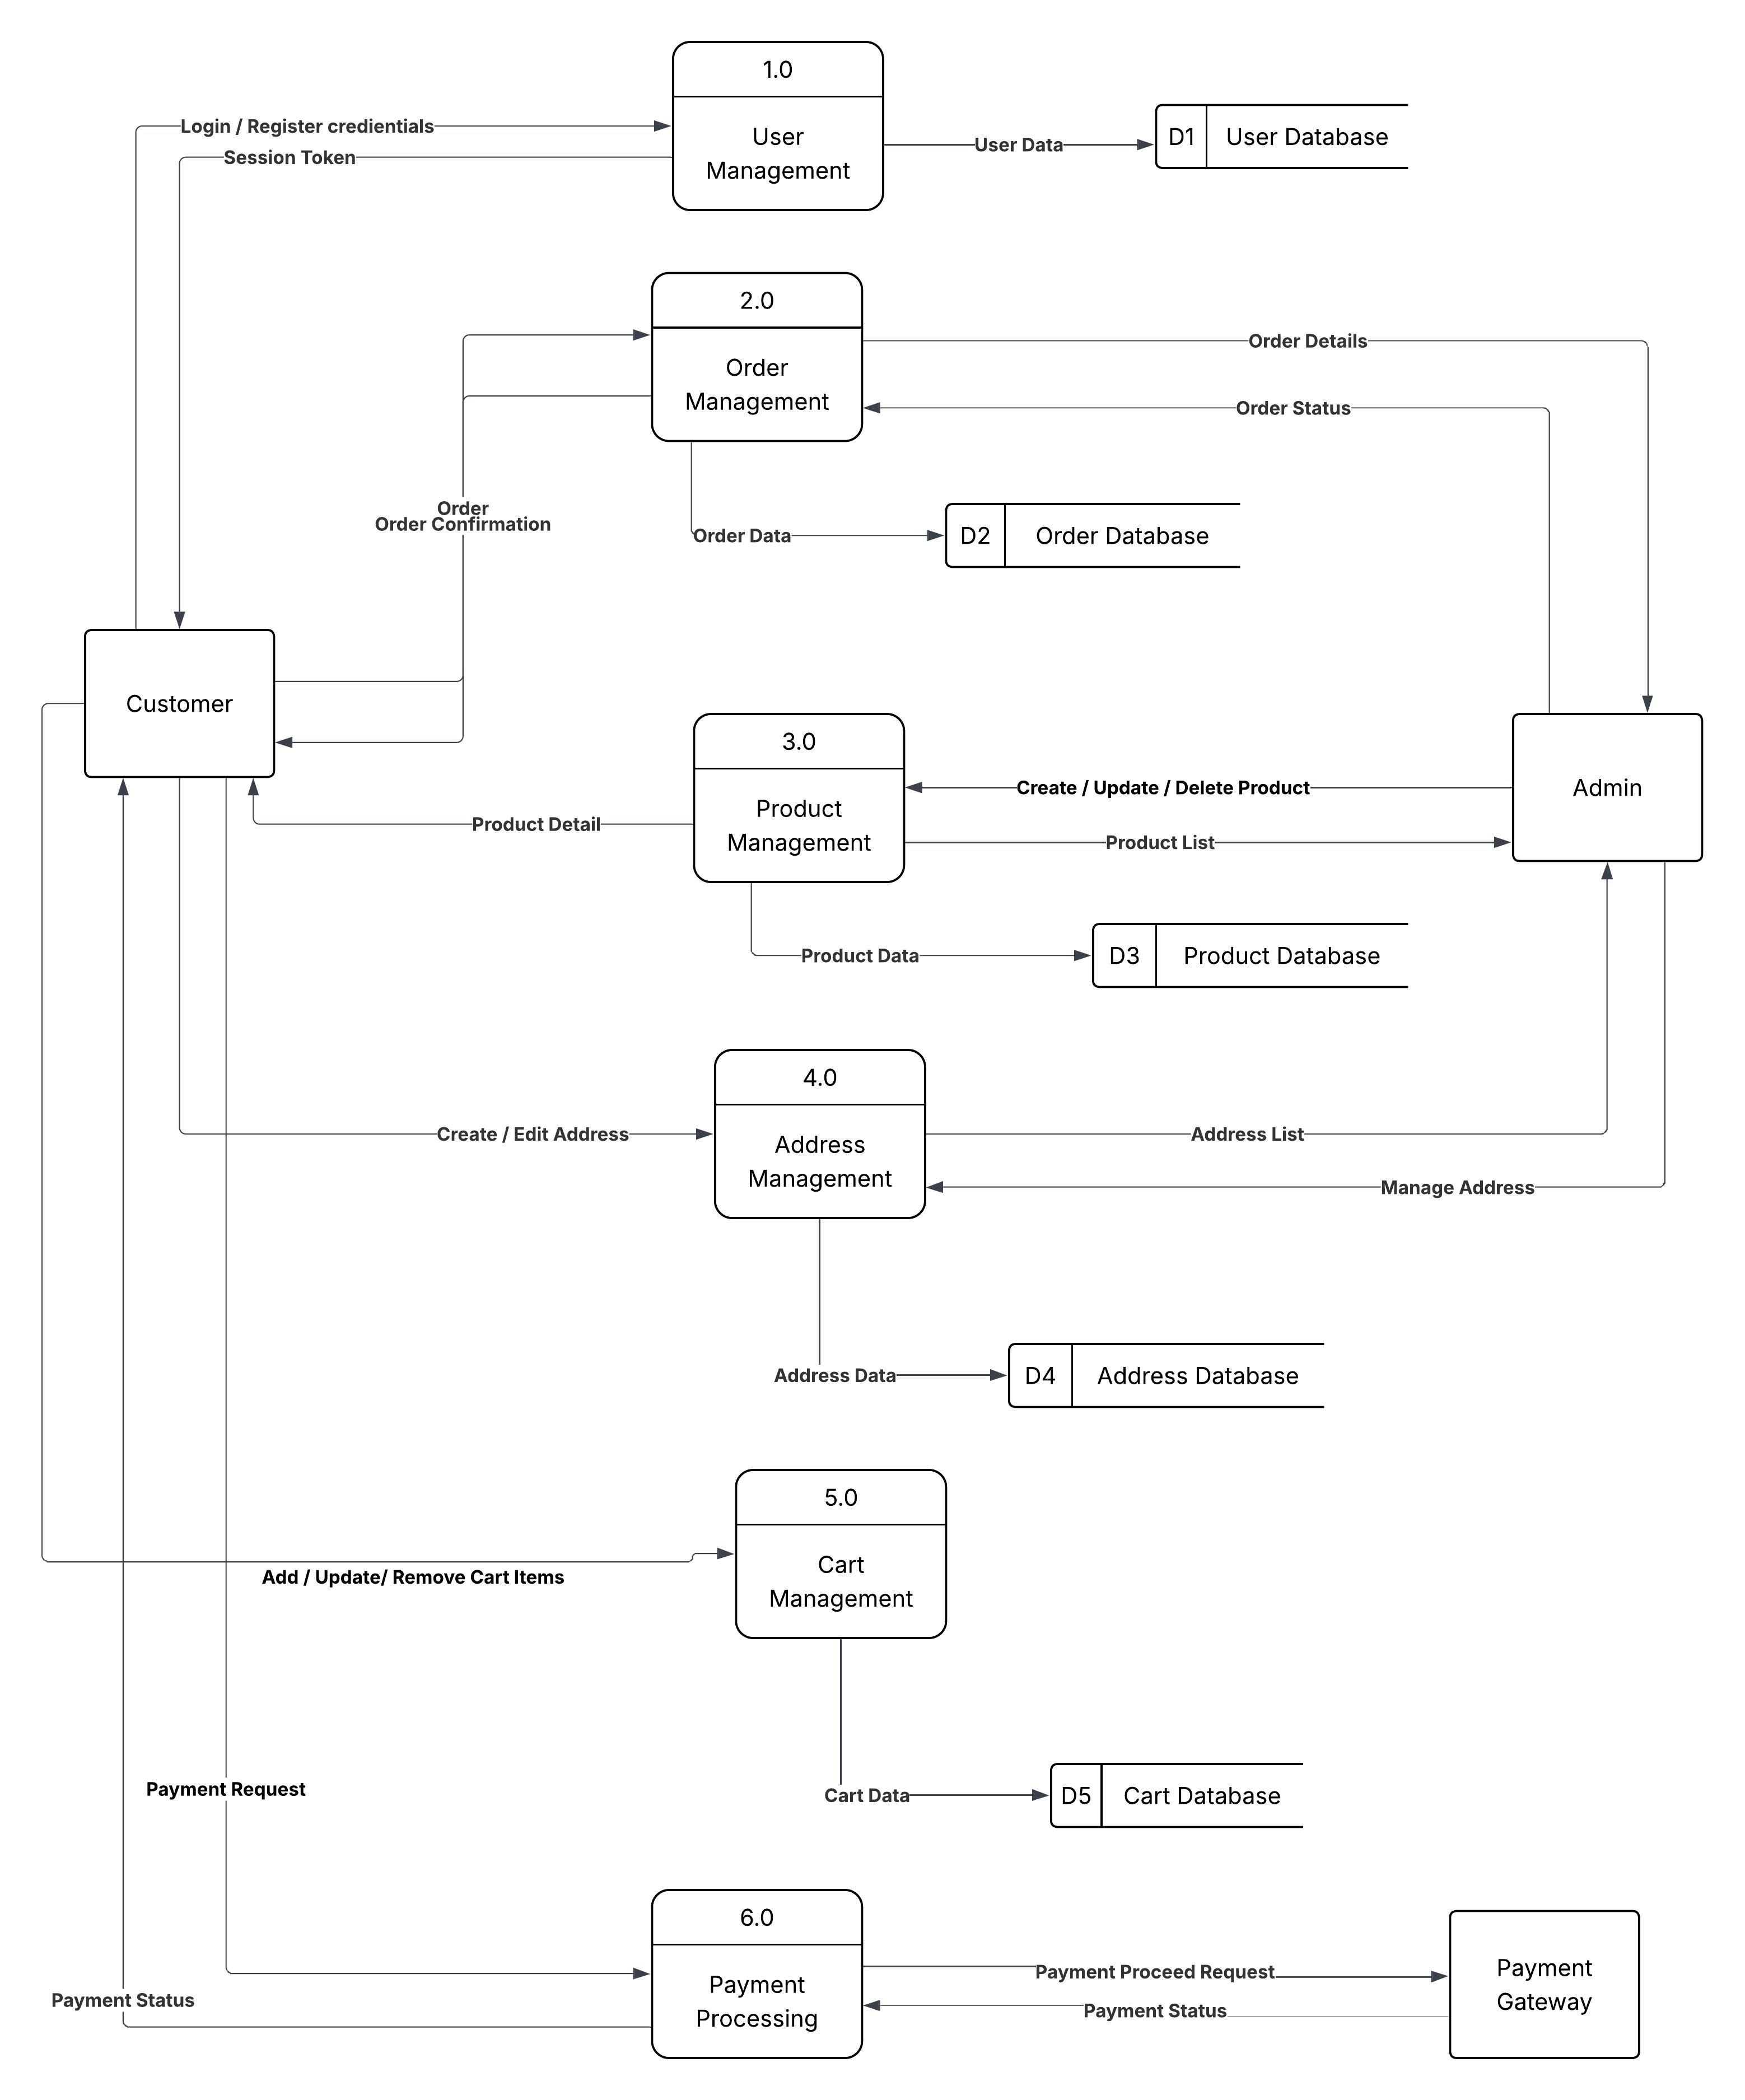 1.0
User
Management
Login / Register credientials
Session Token
User Data
D1
User Database
2.0
Order
Management
Order Details
Order Status
Order
Order Confirmation
Order Data
D2
Order Database
Customer
3.0
Product
Management
Create / Update / Delete Product
Admin
Product Detail
Product List
Product Data
D3
Product Database
4.0
Address
Management
Create / Edit Address
Address List
Manage Address
Address Data
D4
Address Database
5.0
Cart
Management
Add / Update/ Remove Cart Items
Payment Request
Cart Data
D5
Cart Database
6.0
Payment
Processing
Payment Proceed Request
Payment
Gateway
Payment Status
Payment Status